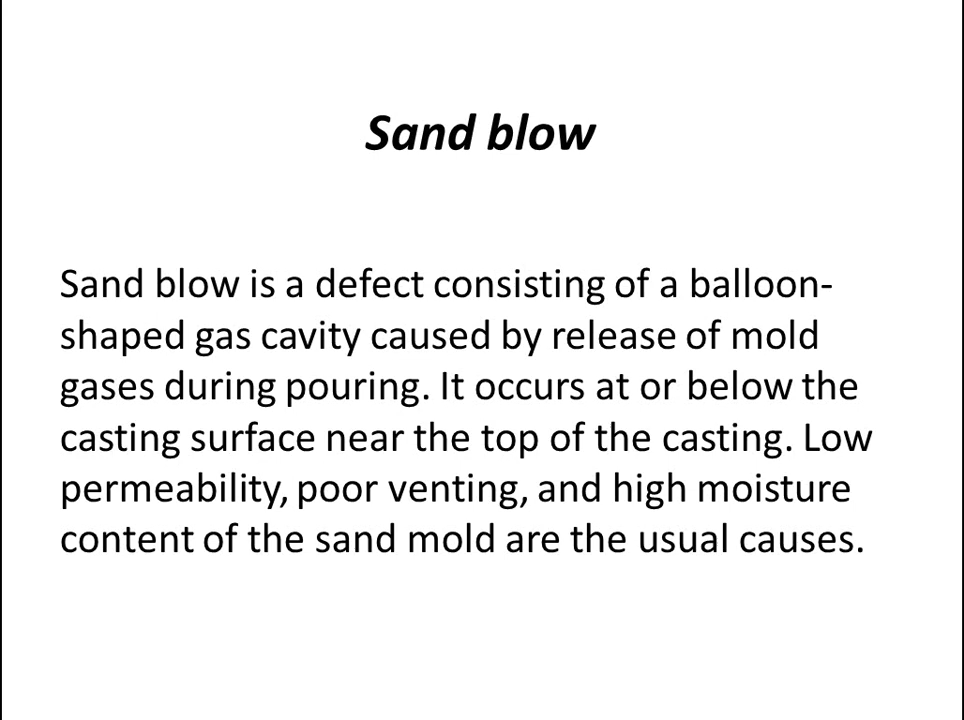 Sand blow
Sand blow is a defect consisting of a balloon-
shaped gas cavity caused by release of mold
gases during pouring. It occurs at or below the
casting surface near the top of the casting. Low
permeability, poor venting, and high moisture
content of the sand mold are the usual causes.